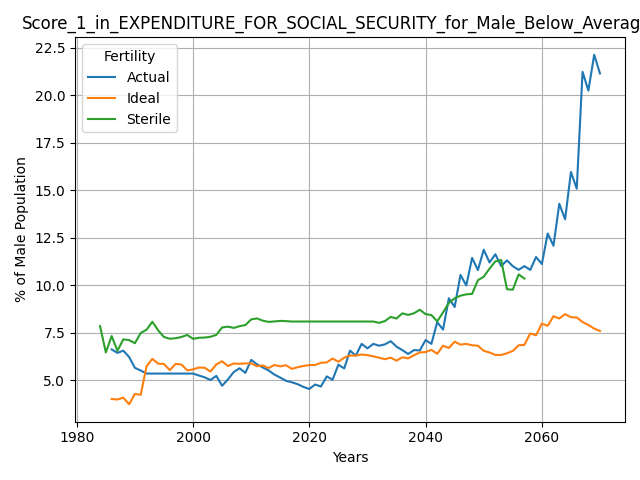 Score_1_in_EXPENDITURE_FOR_SOCIAL_SECURITY_for_Male_Below_Averag
Fertility
Actual
Ideal
Sterile
% of Male Population
22.5
20.0
17.5
15.0
12.5
10.0
7.5
5.0
1980 2000 2020 2040 2060
Years